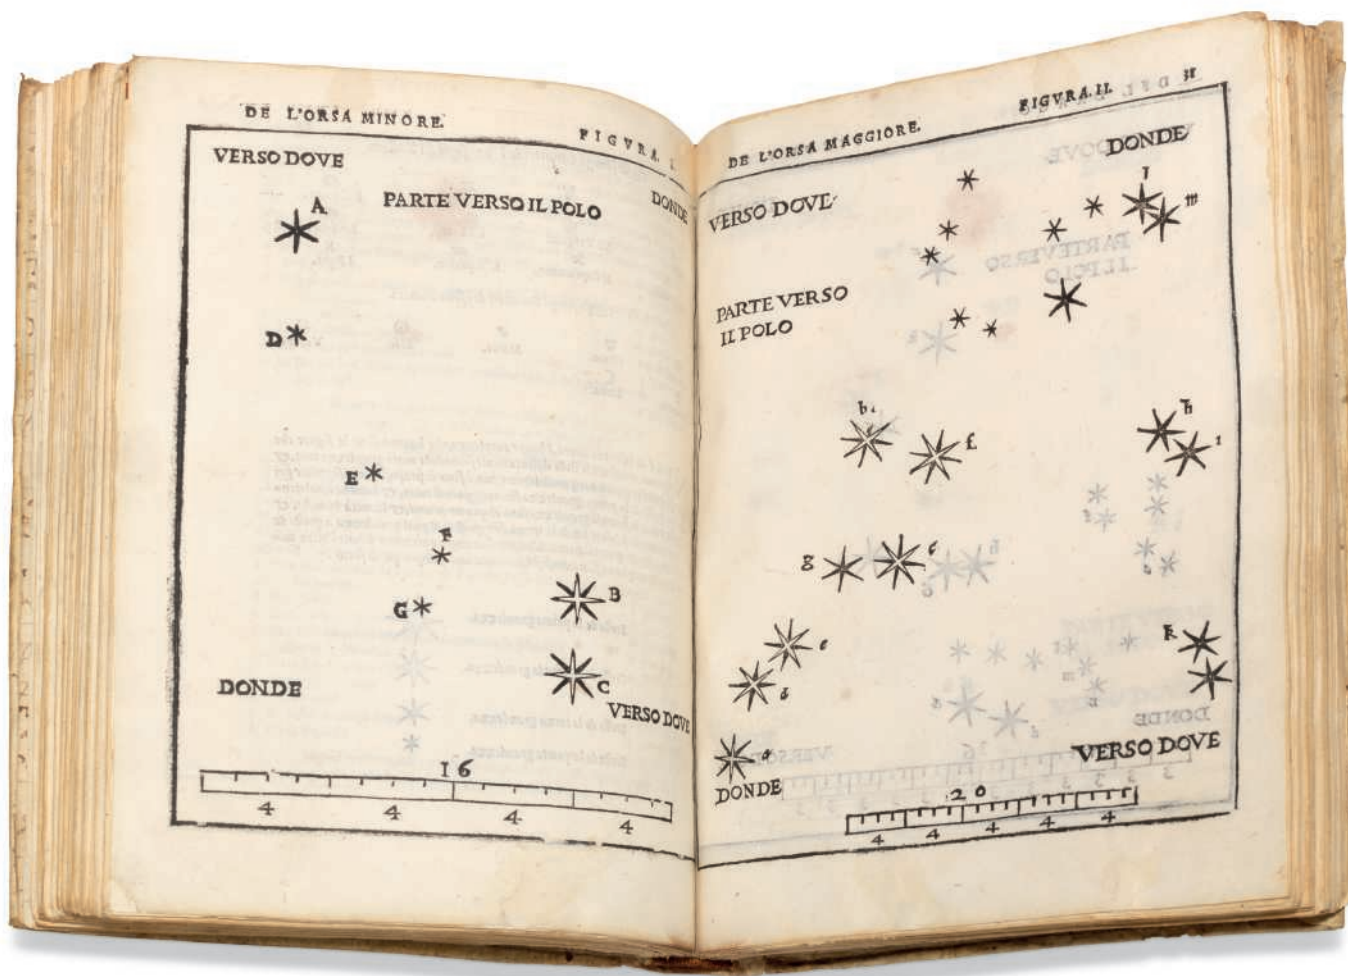 DE L'ORSA MINORE.
FIGVRA. I.
VERSO DOVE
A
PARTE VERSO IL POLO
DONDE
D
E
F
G
B
C
DONDE
VERSO DOVE
16
4 4 4 4
DE L'ORSA MAGGIORE.
FIGVRA. II.
VERSO DOVE
DONDE
l
m
PARTE VERSO
IL POLO
b
f
h
i
g
c
e
k
d
a
DONDE
VERSO DOVE
20
4 4 4 4 4